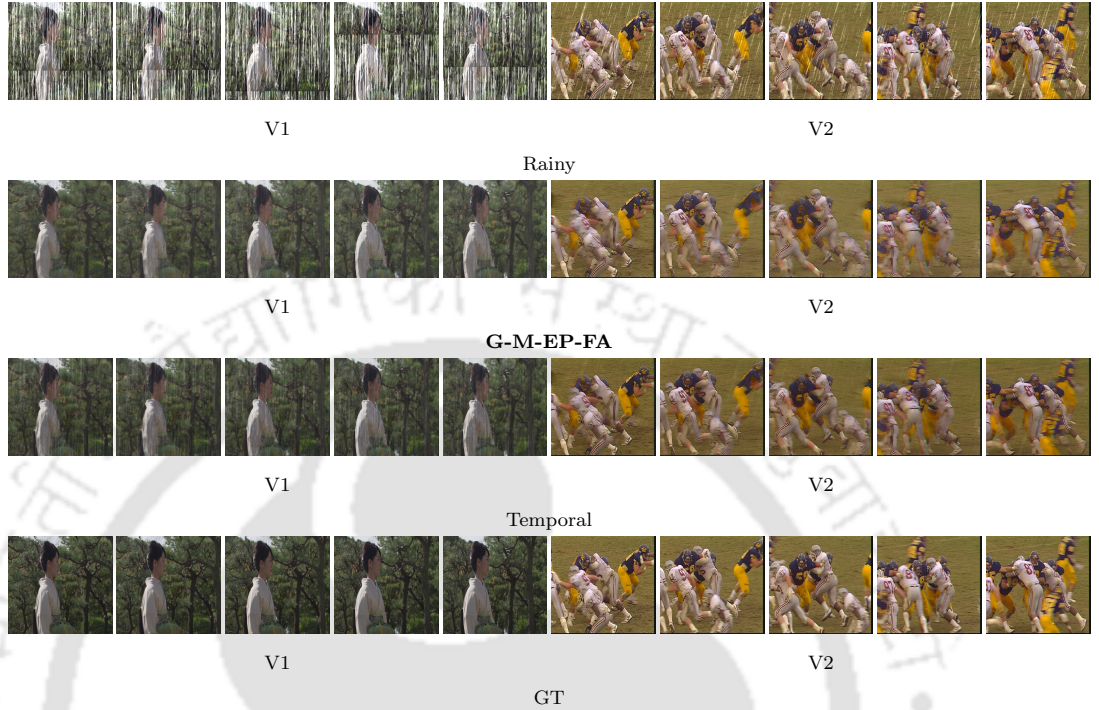 V1 V2
Rainy
V1 V2
G-M-EP-FA
V1 V2
Temporal
V1 V2
GT